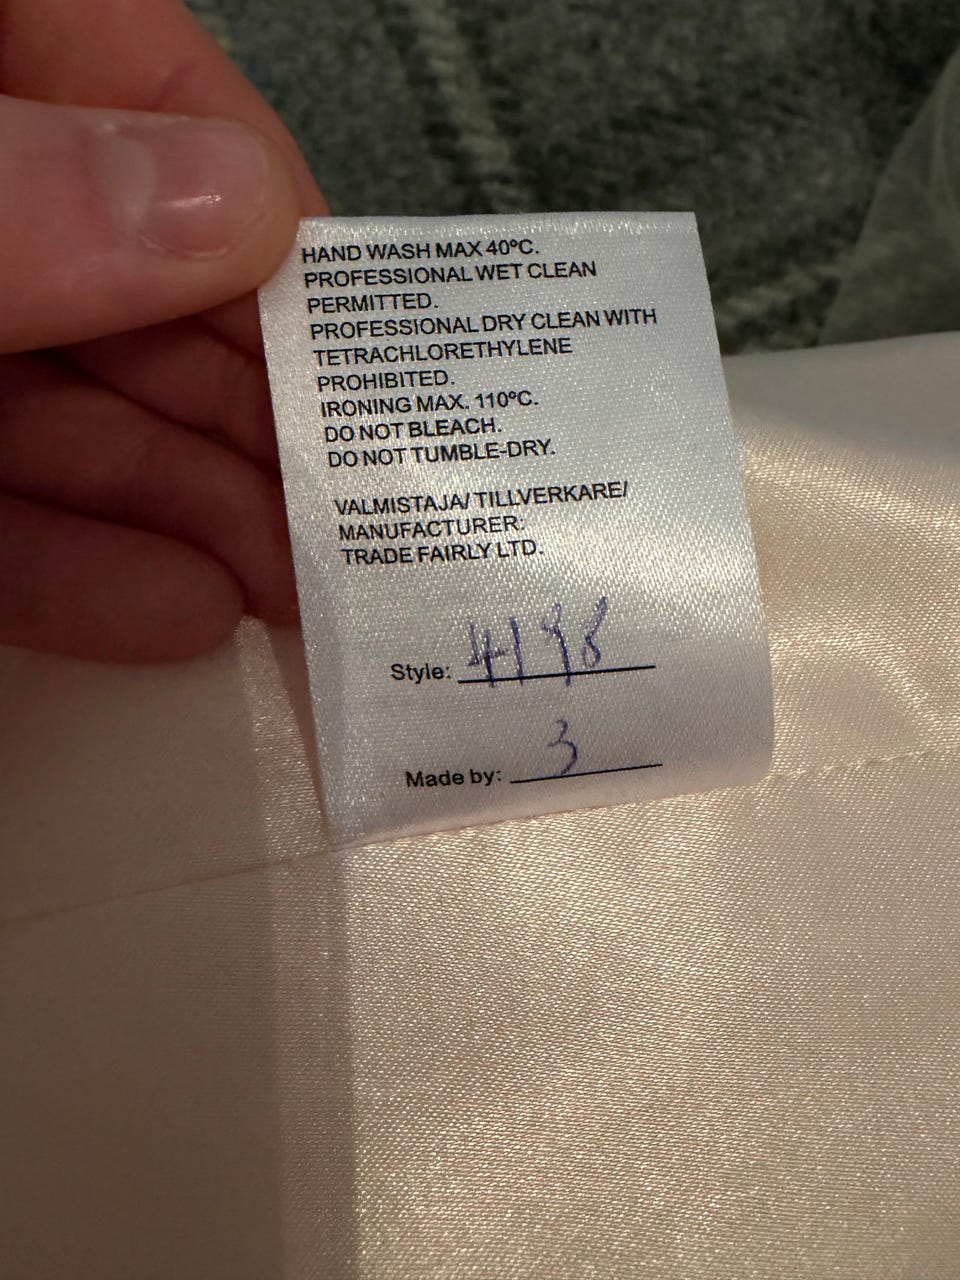 HAND WASH MAX 40ºC.
PROFESSIONAL WET CLEAN
PERMITTED.
PROFESSIONAL DRY CLEAN WITH
TETRACHLORETHYLENE
PROHIBITED.
IRONING MAX. 110ºC.
DO NOT BLEACH.
DO NOT TUMBLE-DRY.
VALMISTAJA/ TILLVERKARE/
MANUFACTURER:
TRADE FAIRLY LTD.
Style: 4198
Made by: 3